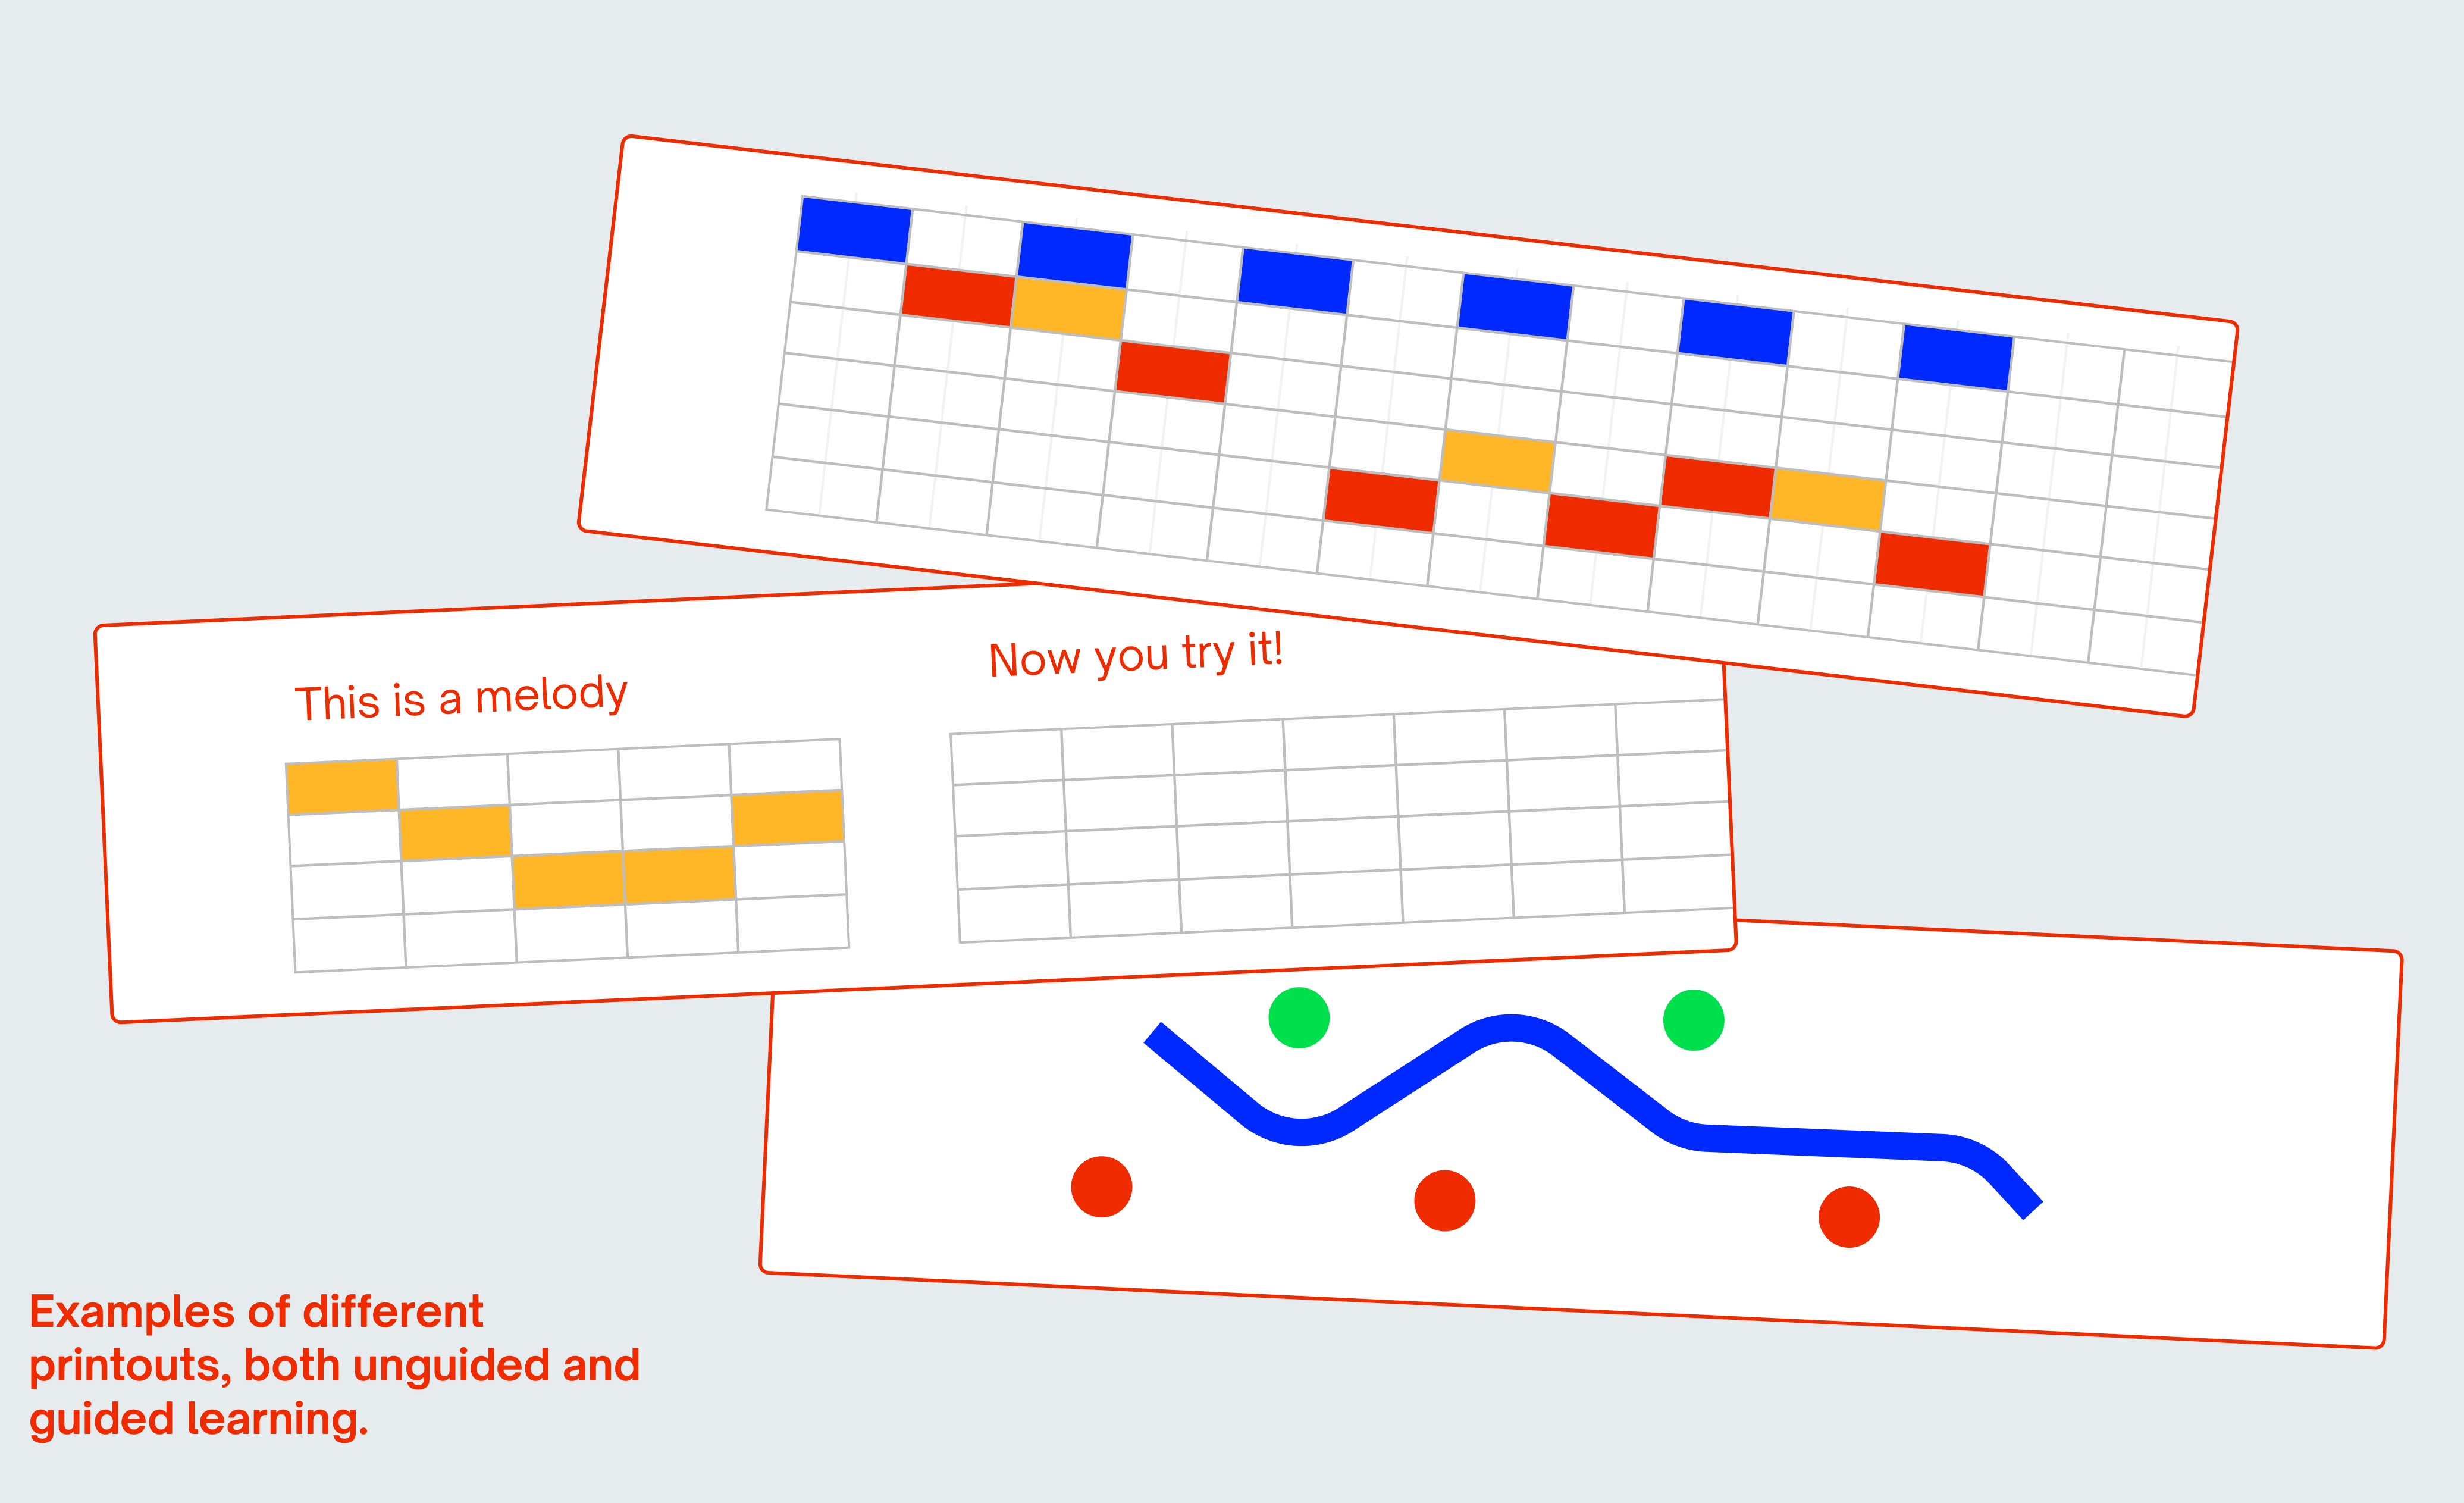 This is a melody
Now you try it!
Examples of different
printouts, both unguided and
guided learning.